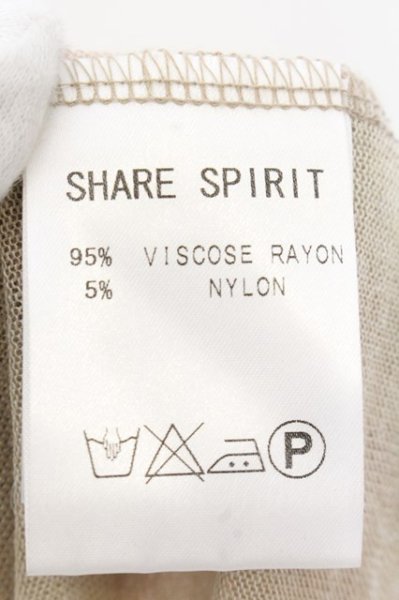 SHARE SPIRIT
95% VISCOSE RAYON
5% NYLON
P